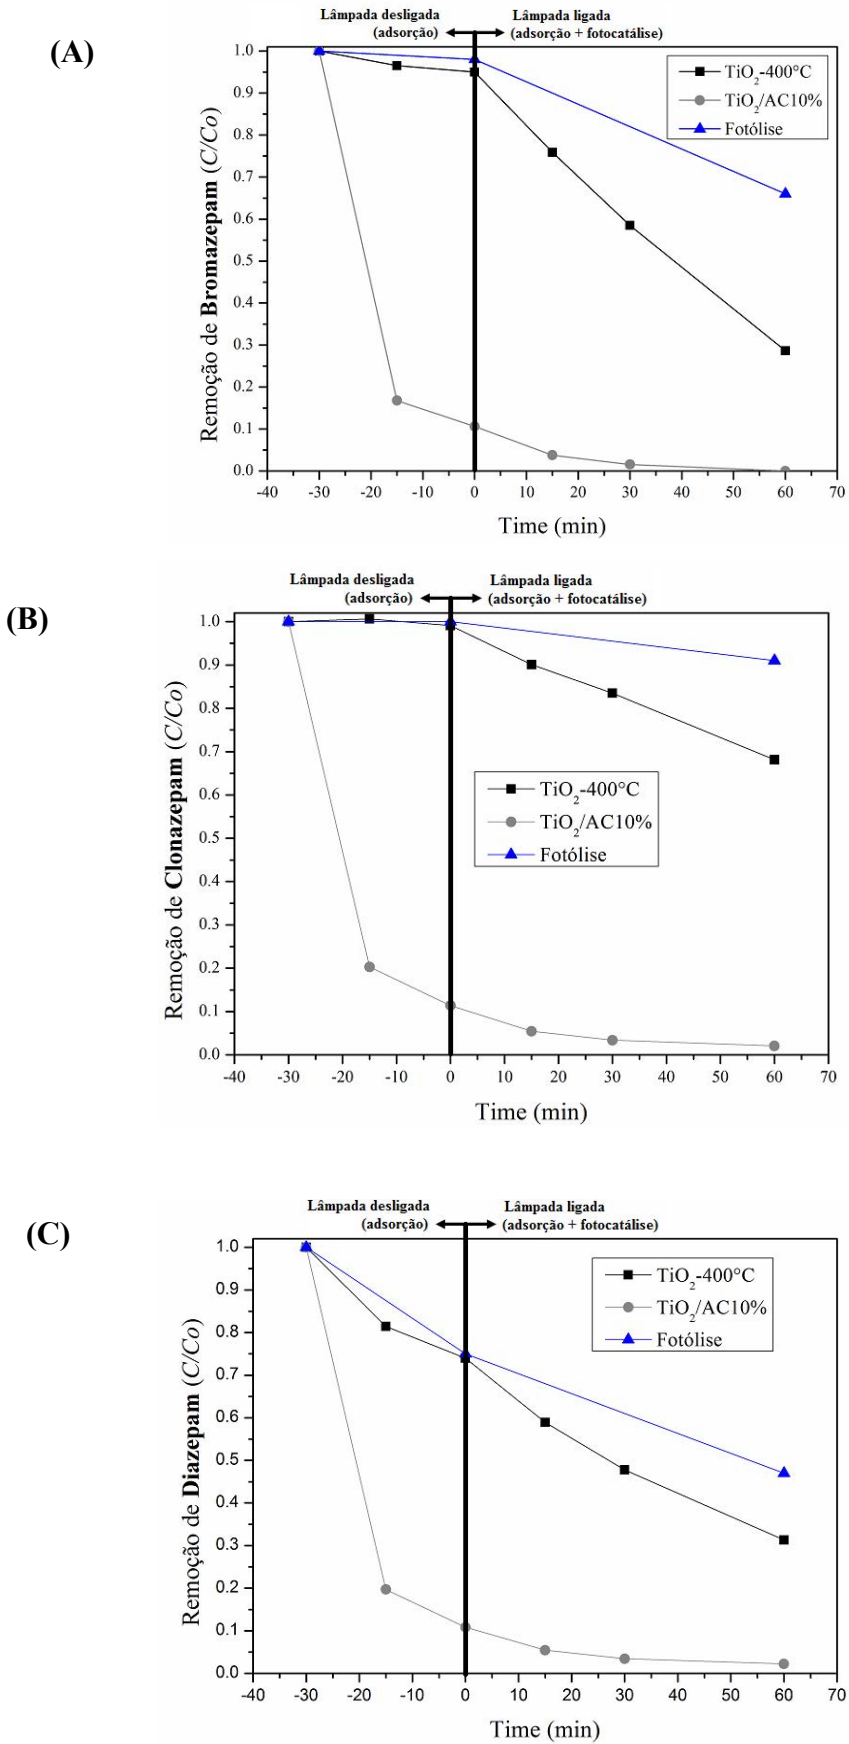 (A)
Lâmpada desligada
(adsorção)
Lâmpada ligada
(adsorção + fotocatálise)
1.0
0.9
0.8
0.7
0.6
0.5
0.4
0.3
0.2
0.1
0.0
Remoção de Bromazepam (C/Co)
TiO2-400°C
TiO2/AC10%
Fotólise
-40 -30 -20 -10 0 10 20 30 40 50 60 70
Time (min)
(B)
Lâmpada desligada
(adsorção)
Lâmpada ligada
(adsorção + fotocatálise)
1.0
0.9
0.8
0.7
0.6
0.5
0.4
0.3
0.2
0.1
0.0
Remoção de Clonazepam (C/Co)
TiO2-400°C
TiO2/AC10%
Fotólise
-40 -30 -20 -10 0 10 20 30 40 50 60 70
Time (min)
(C)
Lâmpada desligada
(adsorção)
Lâmpada ligada
(adsorção + fotocatálise)
1.0
0.9
0.8
0.7
0.6
0.5
0.4
0.3
0.2
0.1
0.0
Remoção de Diazepam (C/Co)
TiO2-400°C
TiO2/AC10%
Fotólise
-40 -30 -20 -10 0 10 20 30 40 50 60 70
Time (min)